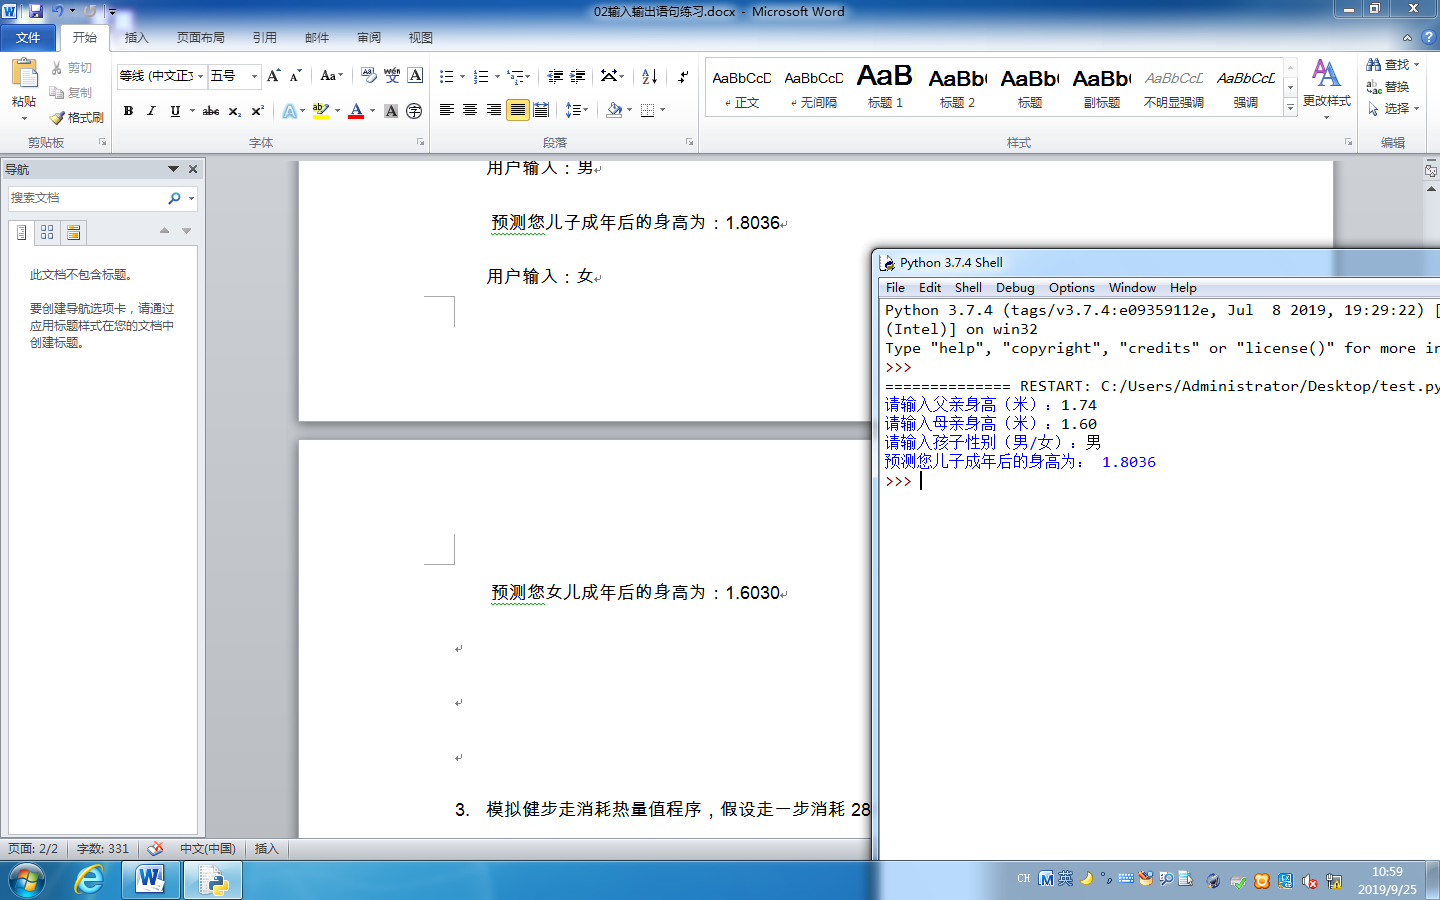 02输入输出语句练习.docx - Microsoft Word
文件 开始 插入 页面布局 引用 邮件 审阅 视图
粘贴 剪切 复制 格式刷
等线 (中文正文 五号
AaBbCcD AaBbCcD AaB AaBb( AaBb( AaBb( AaBbCcL AaBbCcL
正文 无间隔 标题 1 标题 2 标题 副标题 不明显强调 强调
更改样式
查找 替换 选择
剪贴板 字体 段落 样式 编辑
导航
搜索文档
此文档不包含标题。
要创建导航选项卡，请通过
应用标题样式在您的文档中
创建标题。
用户输入：男
预测您儿子成年后的身高为：1.8036
用户输入：女
预测您女儿成年后的身高为：1.6030
3. 模拟健步走消耗热量值程序，假设走一步消耗 28
Python 3.7.4 Shell
File Edit Shell Debug Options Window Help
Python 3.7.4 (tags/v3.7.4:e09359112e, Jul  8 2019, 19:29:22) [
(Intel)] on win32
Type "help", "copyright", "credits" or "license()" for more in
>>>
============== RESTART: C:/Users/Administrator/Desktop/test.py
请输入父亲身高（米）：1.74
请输入母亲身高（米）：1.60
请输入孩子性别（男/女）：男
预测您儿子成年后的身高为： 1.8036
>>>
页面: 2/2 字数: 331 中文(中国) 插入
CH 英
10:59
2019/9/25